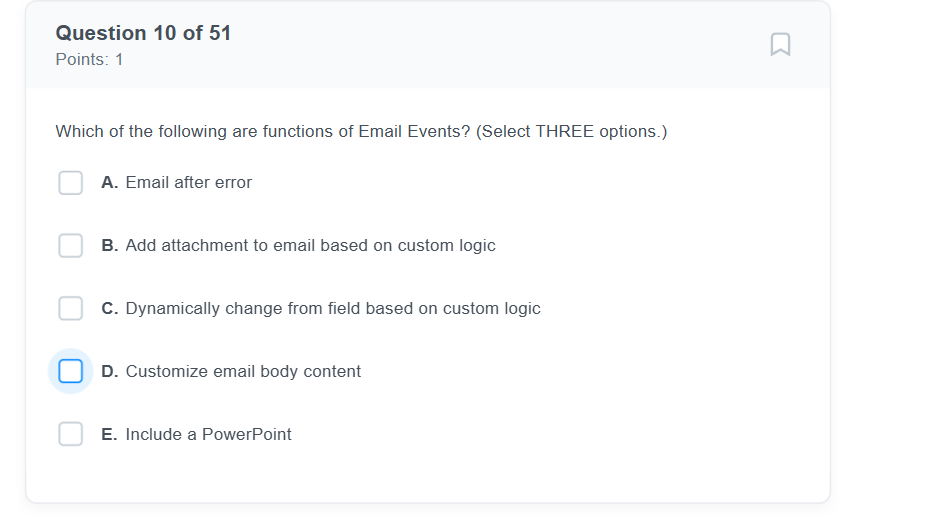 Question 10 of 51
Points: 1
Which of the following are functions of Email Events? (Select THREE options.)
A. Email after error
B. Add attachment to email based on custom logic
C. Dynamically change from field based on custom logic
D. Customize email body content
E. Include a PowerPoint